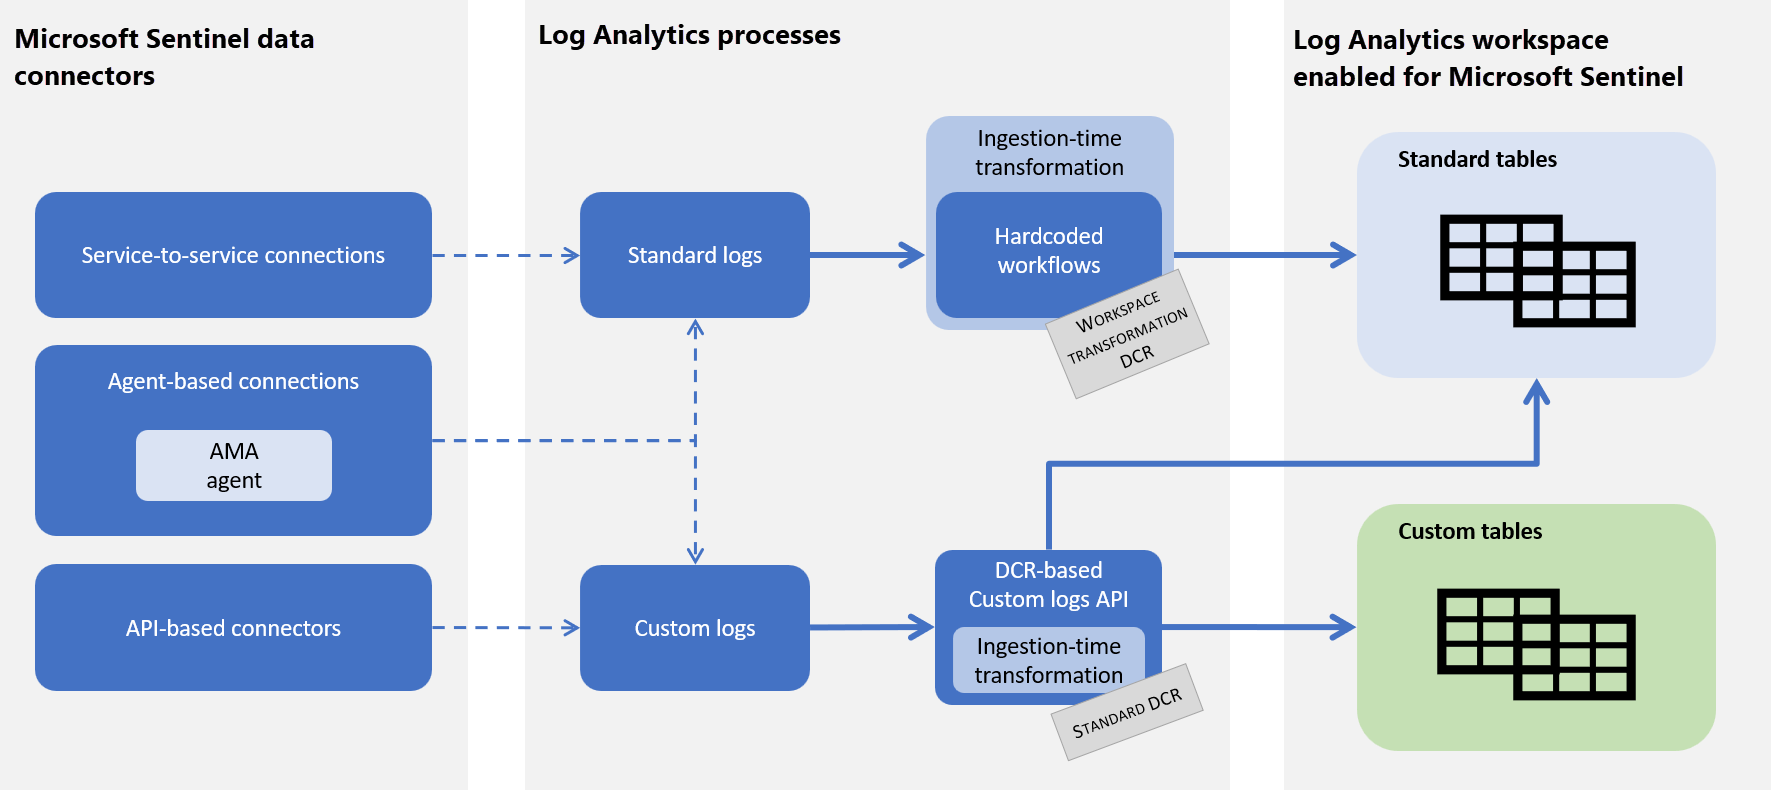 Microsoft Sentinel data
connectors
Service-to-service connections
Agent-based connections
AMA
agent
API-based connectors
Log Analytics processes
Standard logs
Ingestion-time
transformation
Hardcoded
workflows
WORKSPACE
TRANSFORMATION
DCR
Custom logs
DCR-based
Custom logs API
Ingestion-time
transformation
STANDARD DCR
Log Analytics workspace
enabled for Microsoft Sentinel
Standard tables
Custom tables